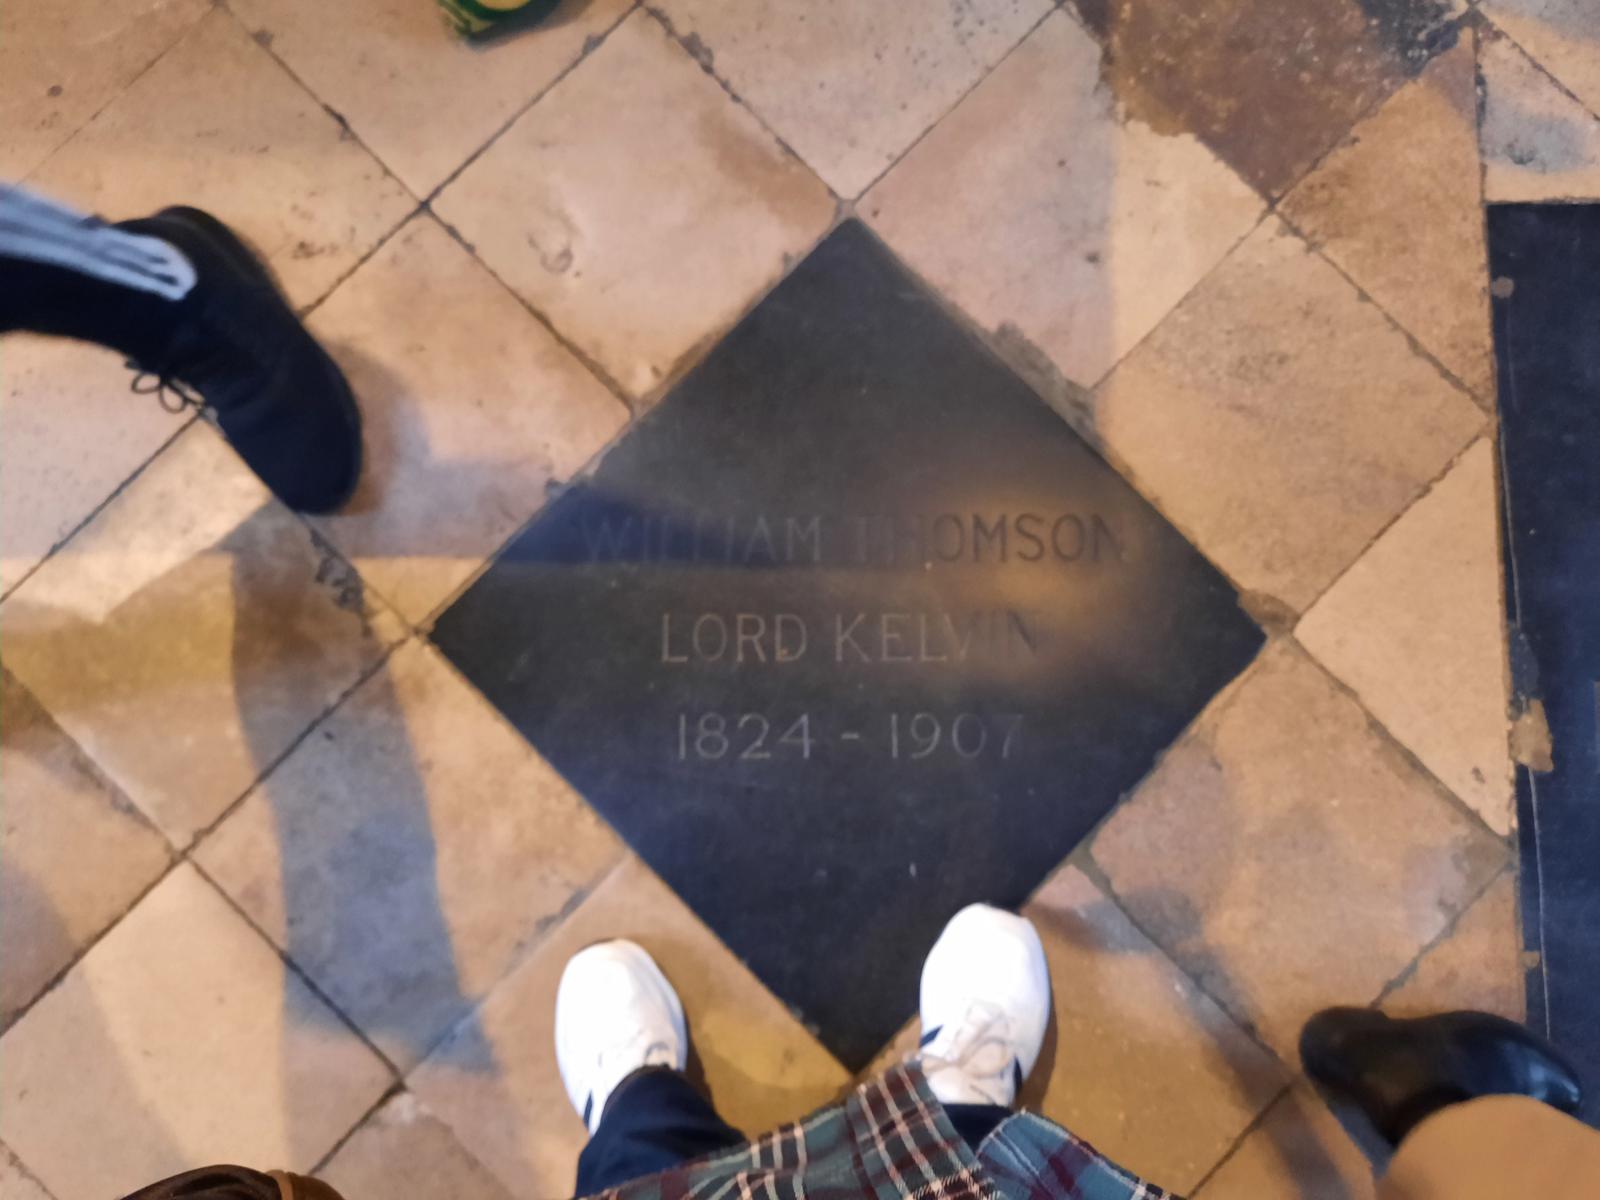 WILLIAM THOMSON
LORD KELVIN
1824 - 1907